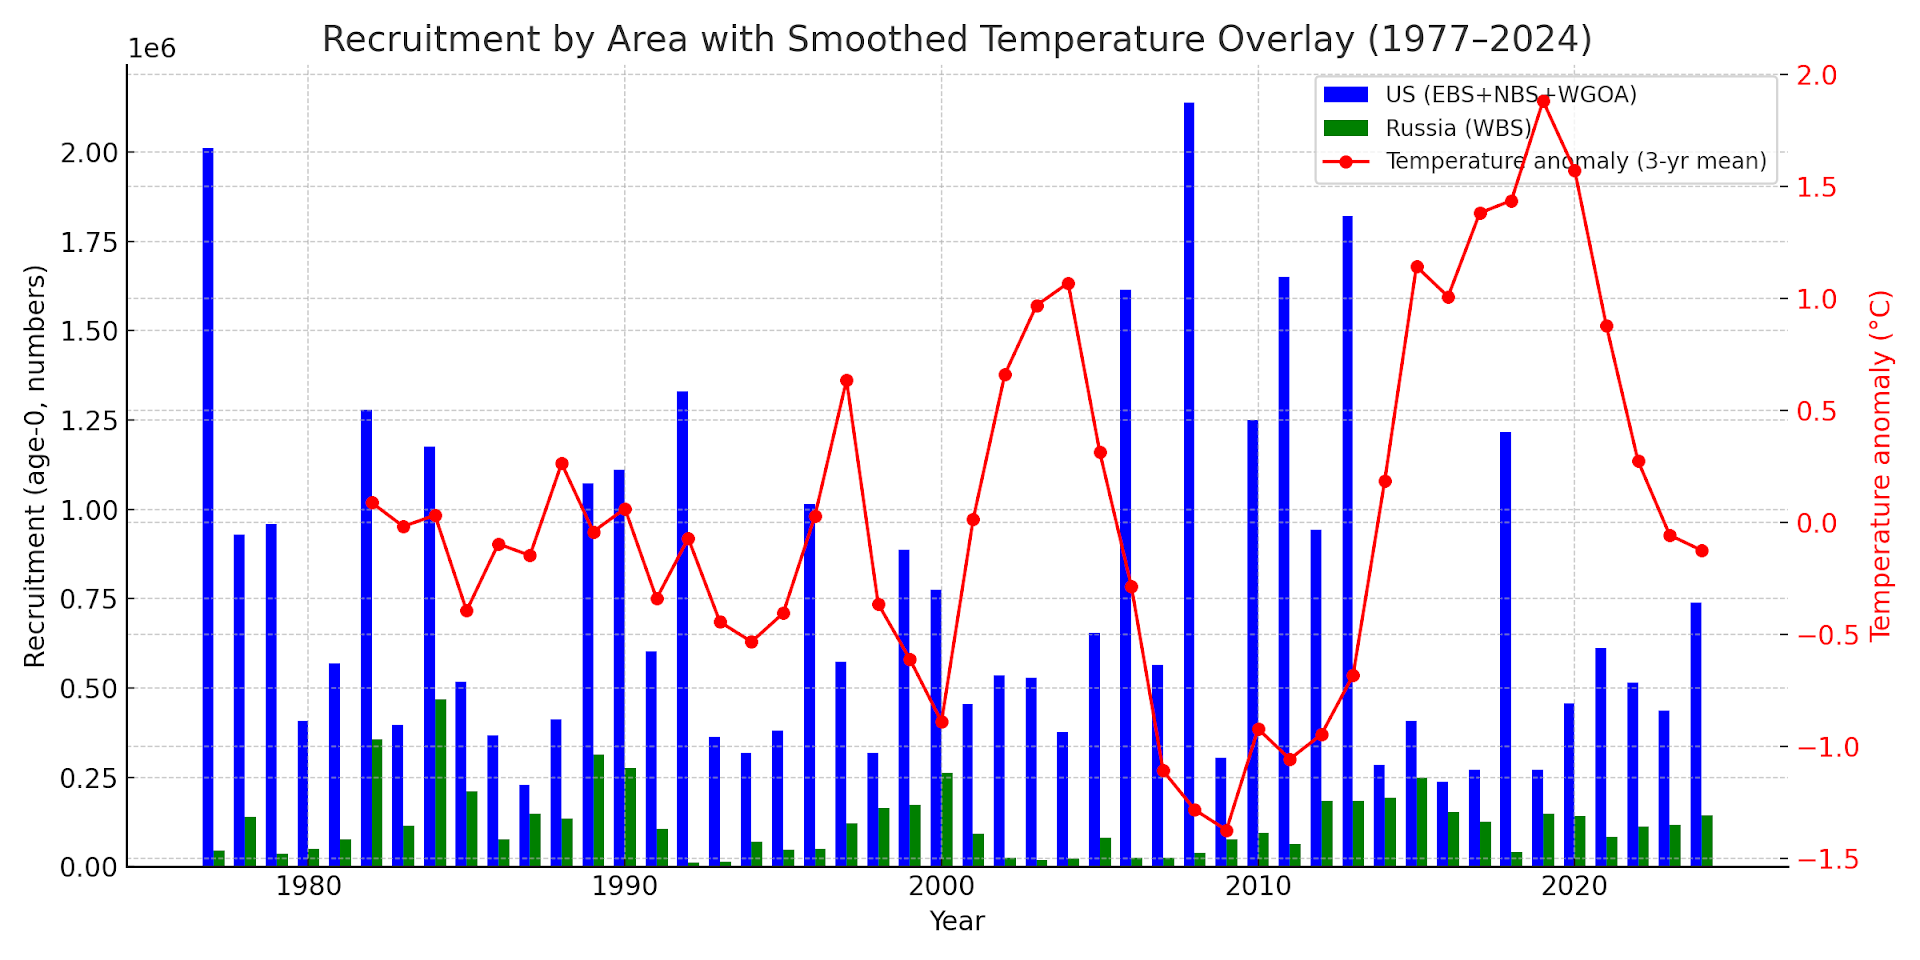 Recruitment by Area with Smoothed Temperature Overlay (1977–2024)
1e6
US (EBS+NBS+WGOA)
Russia (WBS)
Temperature anomaly (3-yr mean)
Recruitment (age-0, numbers)
2.00
1.75
1.50
1.25
1.00
0.75
0.50
0.25
0.00
2.0
1.5
1.0
0.5
0.0
−0.5
−1.0
−1.5
Temperature anomaly (°C)
1980 1990 2000 2010 2020
Year